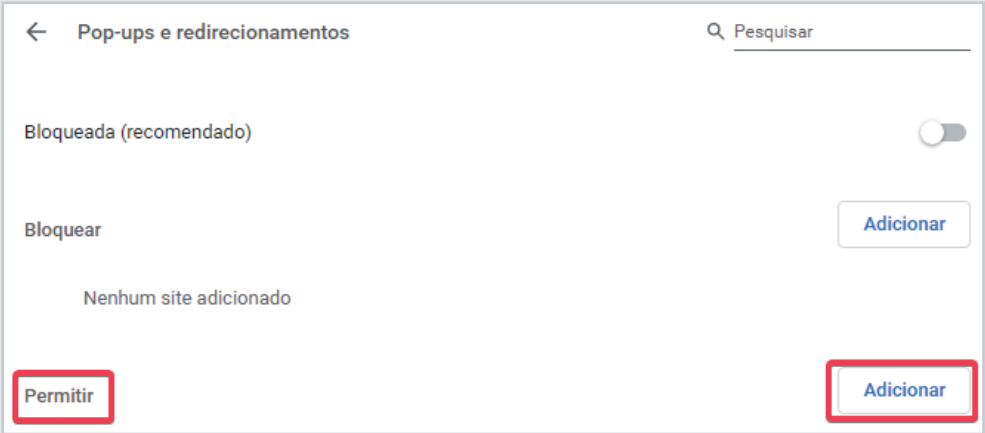 Pop-ups e redirecionamentos
Pesquisar
Bloqueada (recomendado)
Bloquear
Adicionar
Nenhum site adicionado
Permitir
Adicionar